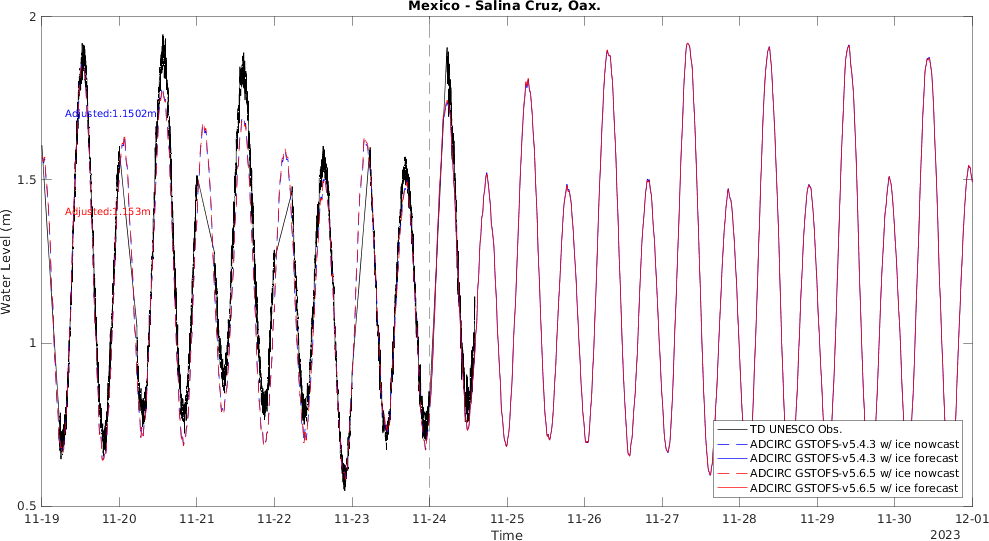 Mexico - Salina Cruz, Oax.
2
1.5
1
0.5
Water Level (m)
Adjusted:1.1502m
Adjusted:1.153m
TD UNESCO Obs.
ADCIRC GSTOFS-v5.4.3 w/ ice nowcast
ADCIRC GSTOFS-v5.4.3 w/ ice forecast
ADCIRC GSTOFS-v5.6.5 w/ ice nowcast
ADCIRC GSTOFS-v5.6.5 w/ ice forecast
11-19 11-20 11-21 11-22 11-23 11-24 11-25 11-26 11-27 11-28 11-29 11-30 12-01
Time
2023